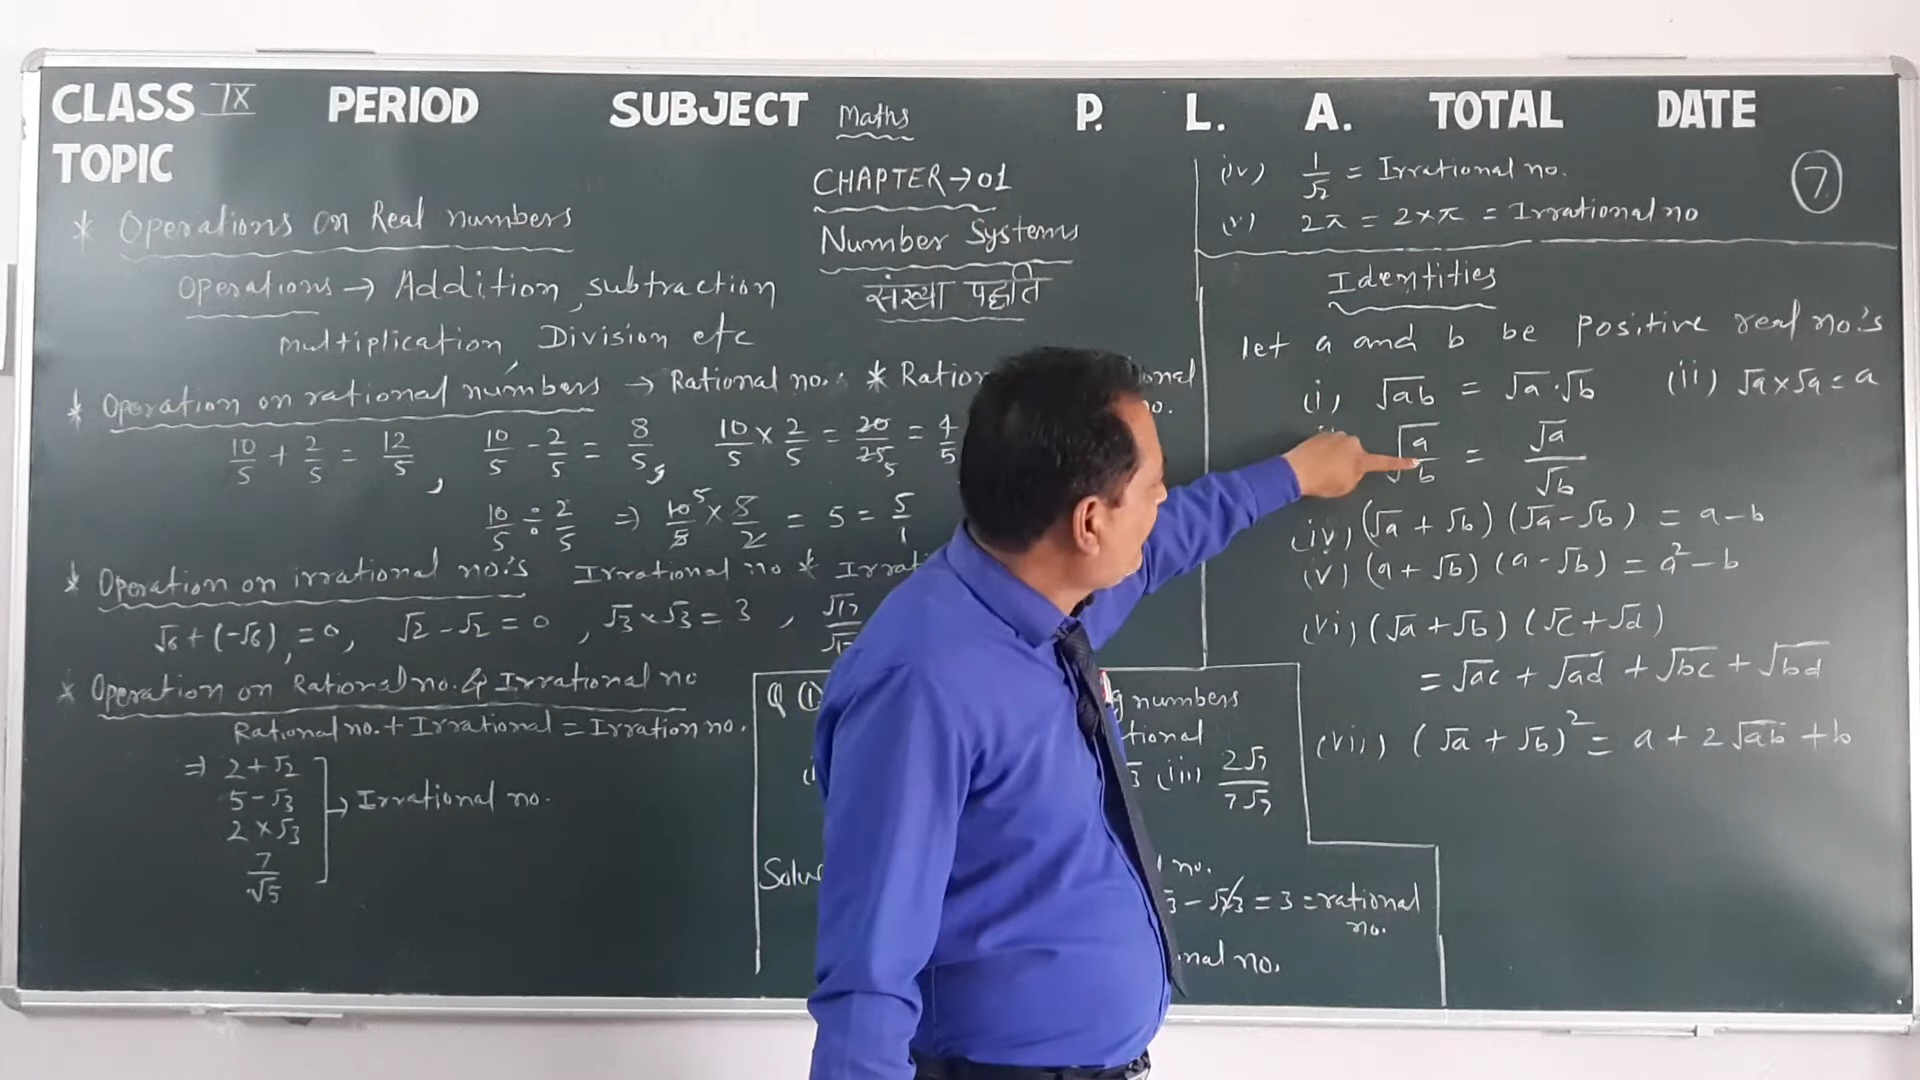 CLASS IX PERIOD SUBJECT Maths P. L. A. TOTAL DATE
TOPIC
CHAPTER → 01
Number Systems
संख्या पद्धति
* Operations on Real numbers
Operations → Addition, subtraction
multiplication, Division etc
* Operation on rational numbers → Rational no. * Ration
10/5 + 2/5 = 12/5, 10/5 - 2/5 = 8/5, 10/5 × 2/5 = 20/25 5 = 4/5
10/5 ÷ 2/5 ⇒ 10 5/5 × 5/2 = 5 = 5/1
* Operation on irrational no.'s Irrational no * Irrati
√6 + (-√6) = 0, √2 - √2 = 0, √3 × √3 = 3,
* Operation on Rational no. & Irrational no
Rational no. + Irrational = Irration no.
⇒ 2 + √2
5 - √3
2 × √3 → Irrational no.
7/√5
Q (1) numbers
(iii) 2√7/7√7
no.
= 3 = rational
no.
nal no.
(iv) 1/√2 = Irrational no.
(v) 2π = 2 × π = Irrational no
7
Identities
let a and b be positive real no.'s
(i) √ab = √a · √b (ii) √a × √a = a
√a/b = √a/√b
(iv) (√a + √b) (√a - √b) = a - b
(v) (a + √b) (a - √b) = a² - b
(vi) (√a + √b) (√c + √d)
= √ac + √ad + √bc + √bd
(vii) (√a + √b)² = a + 2√ab + b